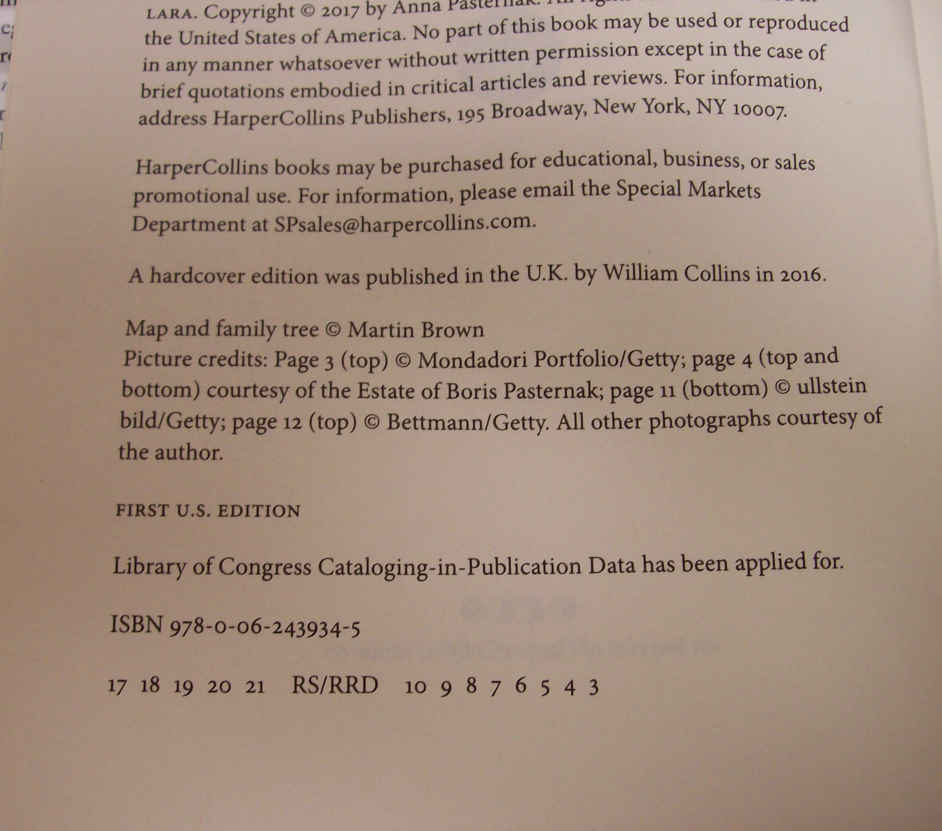 LARA. Copyright © 2017 by Anna Pasternak. All rights reserved. Printed in
the United States of America. No part of this book may be used or reproduced
in any manner whatsoever without written permission except in the case of
brief quotations embodied in critical articles and reviews. For information,
address HarperCollins Publishers, 195 Broadway, New York, NY 10007.
HarperCollins books may be purchased for educational, business, or sales
promotional use. For information, please email the Special Markets
Department at SPsales@harpercollins.com.
A hardcover edition was published in the U.K. by William Collins in 2016.
Map and family tree © Martin Brown
Picture credits: Page 3 (top) © Mondadori Portfolio/Getty; page 4 (top and
bottom) courtesy of the Estate of Boris Pasternak; page 11 (bottom) © ullstein
bild/Getty; page 12 (top) © Bettmann/Getty. All other photographs courtesy of
the author.
FIRST U.S. EDITION
Library of Congress Cataloging-in-Publication Data has been applied for.
ISBN 978-0-06-243934-5
17 18 19 20 21 RS/RRD 10 9 8 7 6 5 4 3